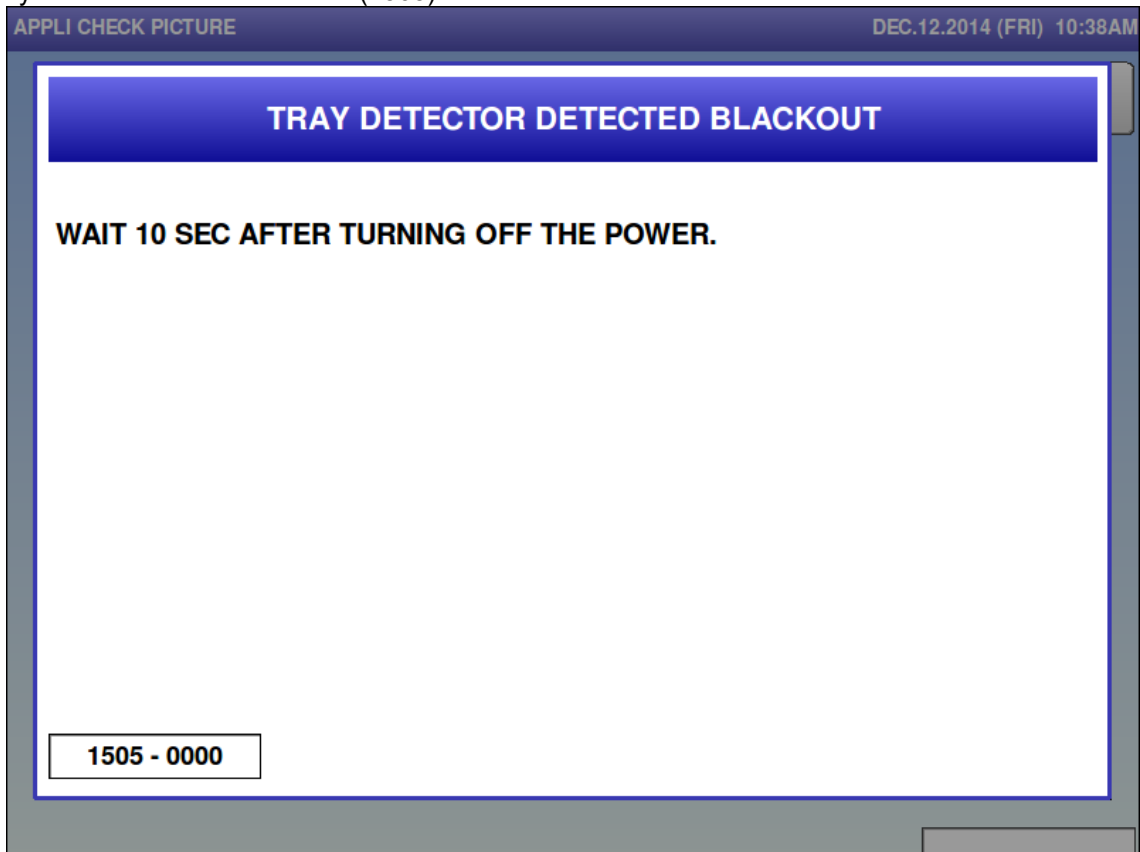 APPLI CHECK PICTURE DEC.12.2014 (FRI) 10:38AM
TRAY DETECTOR DETECTED BLACKOUT
WAIT 10 SEC AFTER TURNING OFF THE POWER.
1505 - 0000